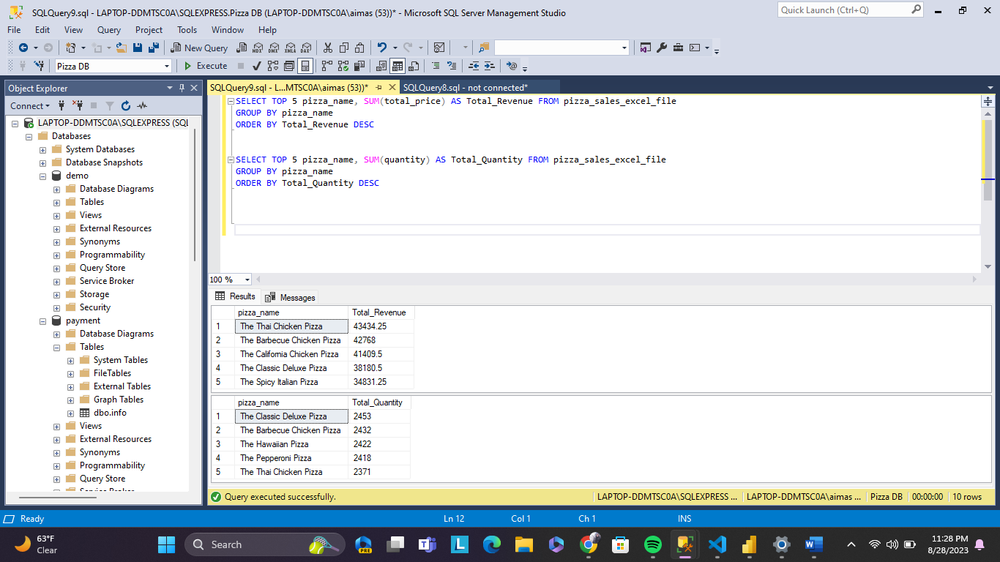 SQLQuery9.sql - LAPTOP-DDMTSC0A\SQLEXPRESS.Pizza DB (LAPTOP-DDMTSC0A\aimas (53))* - Microsoft SQL Server Management Studio
Quick Launch (Ctrl+Q)
File Edit View Query Project Tools Window Help
New Query MDX DMX XMLA DAX
Pizza DB Execute
Object Explorer
Connect
LAPTOP-DDMTSC0A\SQLEXPRESS (SQL
Databases
System Databases
Database Snapshots
demo
Database Diagrams
Tables
Views
External Resources
Synonyms
Programmability
Query Store
Service Broker
Storage
Security
payment
Database Diagrams
Tables
System Tables
FileTables
External Tables
Graph Tables
dbo.info
Views
External Resources
Synonyms
Programmability
Query Store
Service Broker
SQLQuery9.sql - L...MTSC0A\aimas (53))* SQLQuery8.sql - not connected*
SELECT TOP 5 pizza_name, SUM(total_price) AS Total_Revenue FROM pizza_sales_excel_file
GROUP BY pizza_name
ORDER BY Total_Revenue DESC
SELECT TOP 5 pizza_name, SUM(quantity) AS Total_Quantity FROM pizza_sales_excel_file
GROUP BY pizza_name
ORDER BY Total_Quantity DESC
100 %
Results Messages
pizza_name Total_Revenue
1 The Thai Chicken Pizza 43434.25
2 The Barbecue Chicken Pizza 42768
3 The California Chicken Pizza 41409.5
4 The Classic Deluxe Pizza 38180.5
5 The Spicy Italian Pizza 34831.25
pizza_name Total_Quantity
1 The Classic Deluxe Pizza 2453
2 The Barbecue Chicken Pizza 2432
3 The Hawaiian Pizza 2422
4 The Pepperoni Pizza 2418
5 The Thai Chicken Pizza 2371
Query executed successfully. LAPTOP-DDMTSC0A\SQLEXPRESS ... LAPTOP-DDMTSC0A\aimas ... Pizza DB 00:00:00 10 rows
Ready Ln 12 Col 1 Ch 1 INS
63°F
Clear
Search
PRE
11:28 PM
8/28/2023